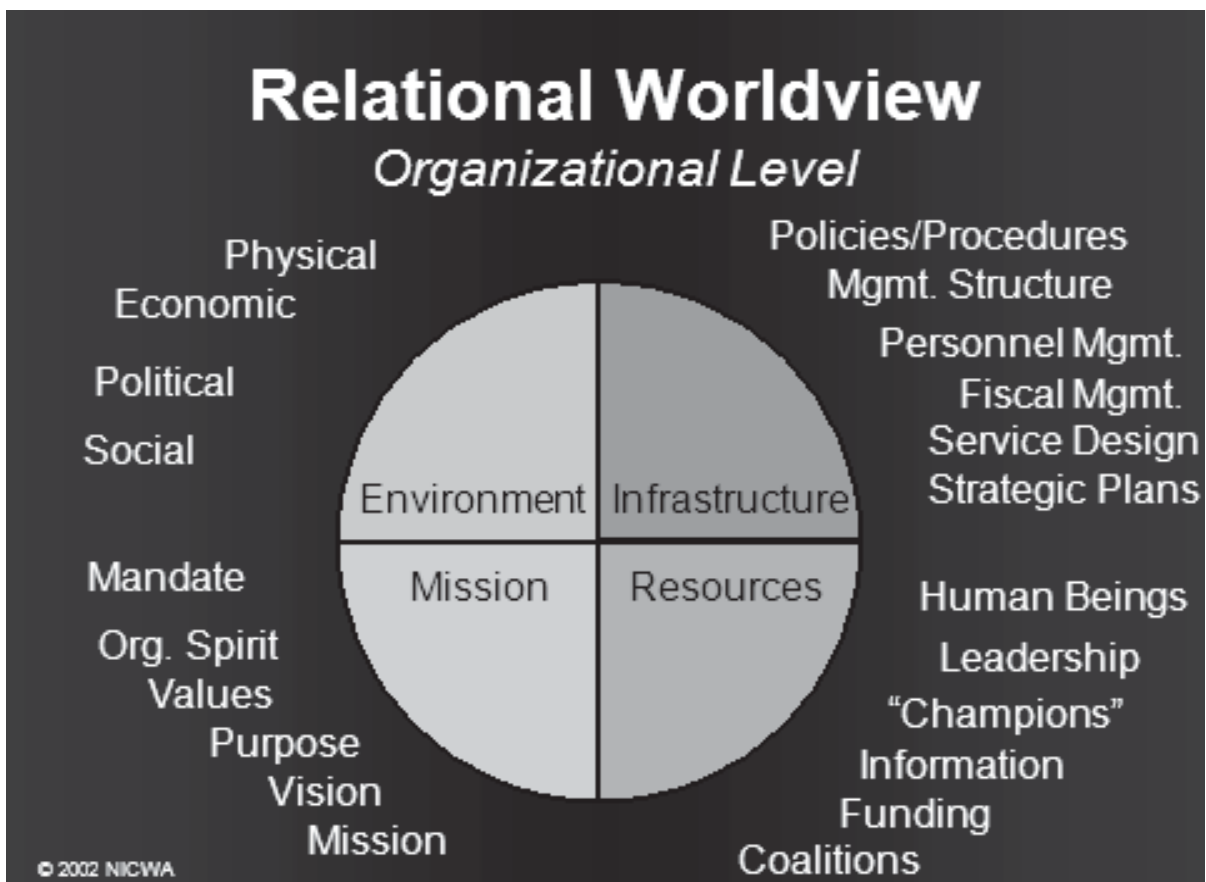 Relational Worldview
Organizational Level
Physical
Economic
Political
Social
Policies/Procedures
Mgmt. Structure
Personnel Mgmt.
Fiscal Mgmt.
Service Design
Strategic Plans
Environment
Infrastructure
Mission
Resources
Mandate
Org. Spirit
Values
Purpose
Vision
Mission
Human Beings
Leadership
“Champions”
Information
Funding
Coalitions
© 2002 NICWA